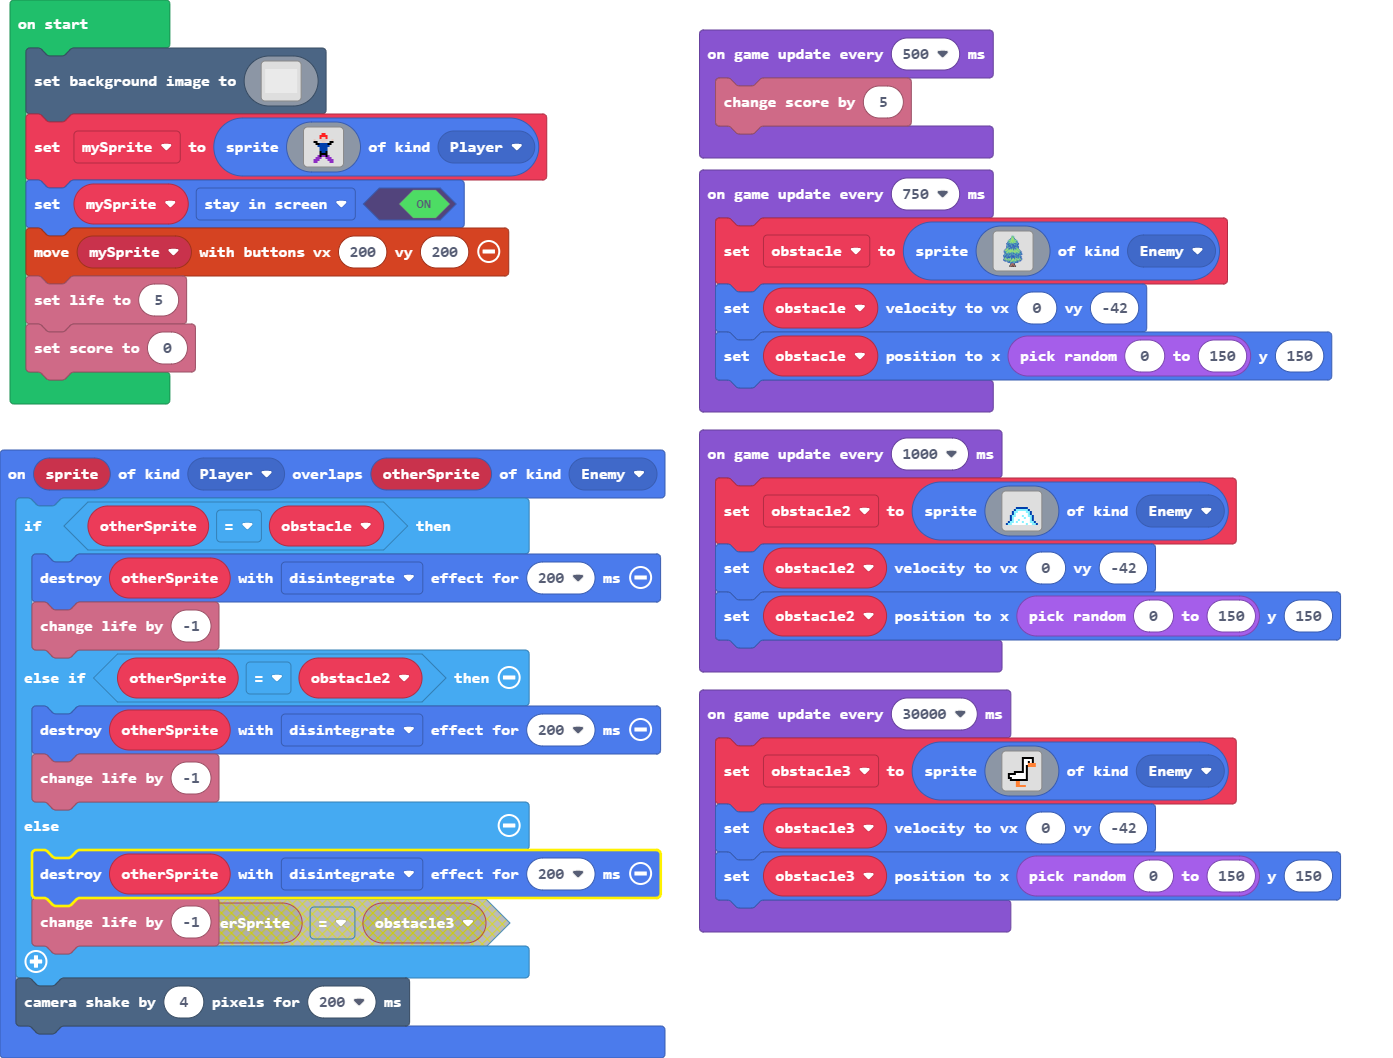 on start
set background image to
set mySprite to sprite of kind Player
set mySprite stay in screen ON
move mySprite with buttons vx 200 vy 200
set life to 5
set score to 0
on sprite of kind Player overlaps otherSprite of kind Enemy
if otherSprite = obstacle then
destroy otherSprite with disintegrate effect for 200 ms
change life by -1
else if otherSprite = obstacle2 then
destroy otherSprite with disintegrate effect for 200 ms
change life by -1
else
destroy otherSprite with disintegrate effect for 200 ms
change life by -1 erSprite = obstacle3
camera shake by 4 pixels for 200 ms
on game update every 500 ms
change score by 5
on game update every 750 ms
set obstacle to sprite of kind Enemy
set obstacle velocity to vx 0 vy -42
set obstacle position to x pick random 0 to 150 y 150
on game update every 1000 ms
set obstacle2 to sprite of kind Enemy
set obstacle2 velocity to vx 0 vy -42
set obstacle2 position to x pick random 0 to 150 y 150
on game update every 30000 ms
set obstacle3 to sprite of kind Enemy
set obstacle3 velocity to vx 0 vy -42
set obstacle3 position to x pick random 0 to 150 y 150